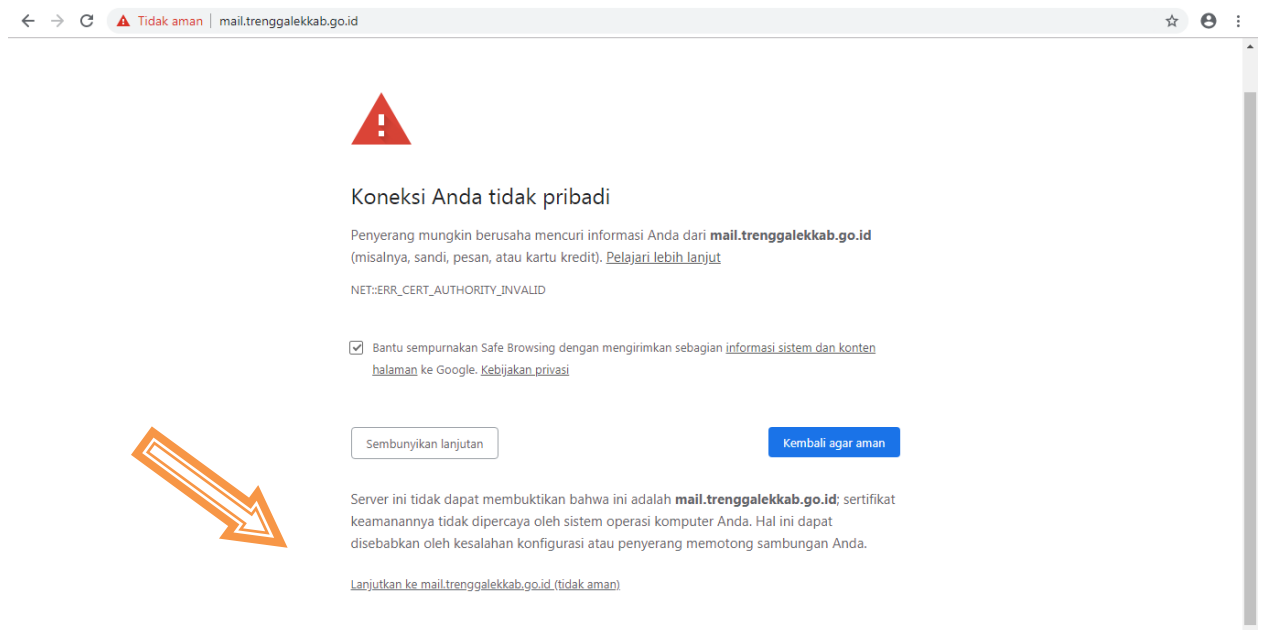 Tidak aman | mail.trenggalekkab.go.id
Koneksi Anda tidak pribadi
Penyerang mungkin berusaha mencuri informasi Anda dari mail.trenggalekkab.go.id
(misalnya, sandi, pesan, atau kartu kredit). Pelajari lebih lanjut
NET::ERR_CERT_AUTHORITY_INVALID
Bantu sempurnakan Safe Browsing dengan mengirimkan sebagian informasi sistem dan konten
halaman ke Google. Kebijakan privasi
Sembunyikan lanjutan
Kembali agar aman
Server ini tidak dapat membuktikan bahwa ini adalah mail.trenggalekkab.go.id; sertifikat
keamanannya tidak dipercaya oleh sistem operasi komputer Anda. Hal ini dapat
disebabkan oleh kesalahan konfigurasi atau penyerang memotong sambungan Anda.
Lanjutkan ke mail.trenggalekkab.go.id (tidak aman)